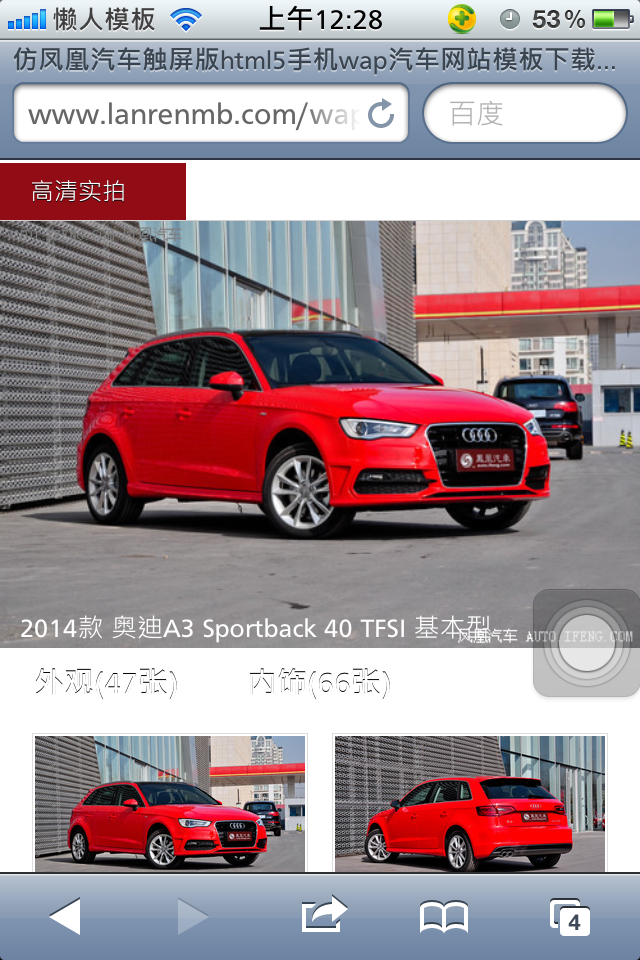 懒人模板 上午12:28 53%
仿凤凰汽车触屏版html5手机wap汽车网站模板下载...
www.lanrenmb.com/wap 百度
高清实拍
凤凰汽车
auto.ifeng.com
2014款 奥迪A3 Sportback 40 TFSI 基本型
凤凰汽车 AUTO.IFENG.COM
外观(47张) 内饰(66张)
4